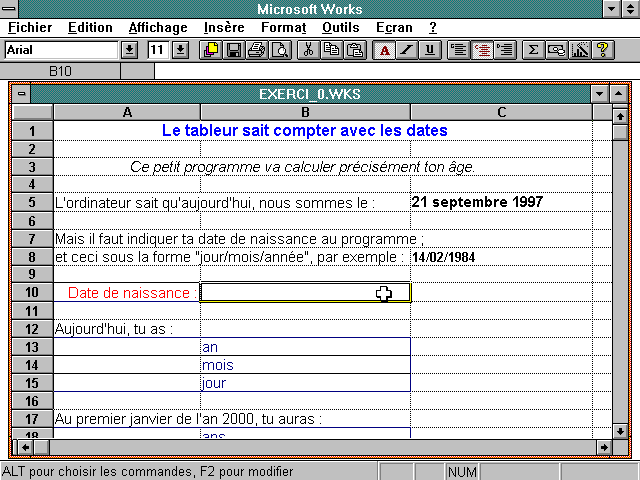 Microsoft Works
Fichier Edition Affichage Insère Format Outils Ecran ?
Arial 11 A I U Σ ?
B10
EXERCI_0.WKS
A B C
1 Le tableur sait compter avec les dates
2
3 Ce petit programme va calculer précisément ton âge.
4
5 L'ordinateur sait qu'aujourd'hui, nous sommes le : 21 septembre 1997
6
7 Mais il faut indiquer ta date de naissance au programme ;
8 et ceci sous la forme "jour/mois/année", par exemple : 14/02/1984
9
10 Date de naissance :
11
12 Aujourd'hui, tu as :
13 an
14 mois
15 jour
16
17 Au premier janvier de l'an 2000, tu auras :
18 ans
ALT pour choisir les commandes, F2 pour modifier NUM